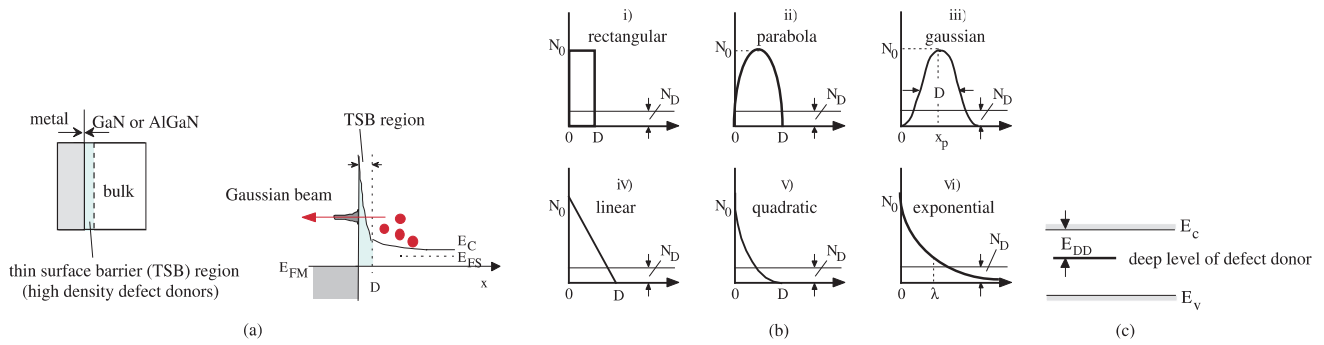 metal
GaN or AlGaN
bulk
thin surface barrier (TSB) region
(high density defect donors)
TSB region
Gaussian beam
E_C
E_FS
E_FM
D
x
(a)
i)
rectangular
N_0
N_D
0
D
ii)
parabola
N_0
N_D
0
D
iii)
gaussian
N_0
D
N_D
0
x_p
iv)
linear
N_0
N_D
0
D
v)
quadratic
N_0
N_D
0
D
vi)
exponential
N_0
N_D
0
λ
(b)
E_c
E_DD
deep level of defect donor
E_v
(c)